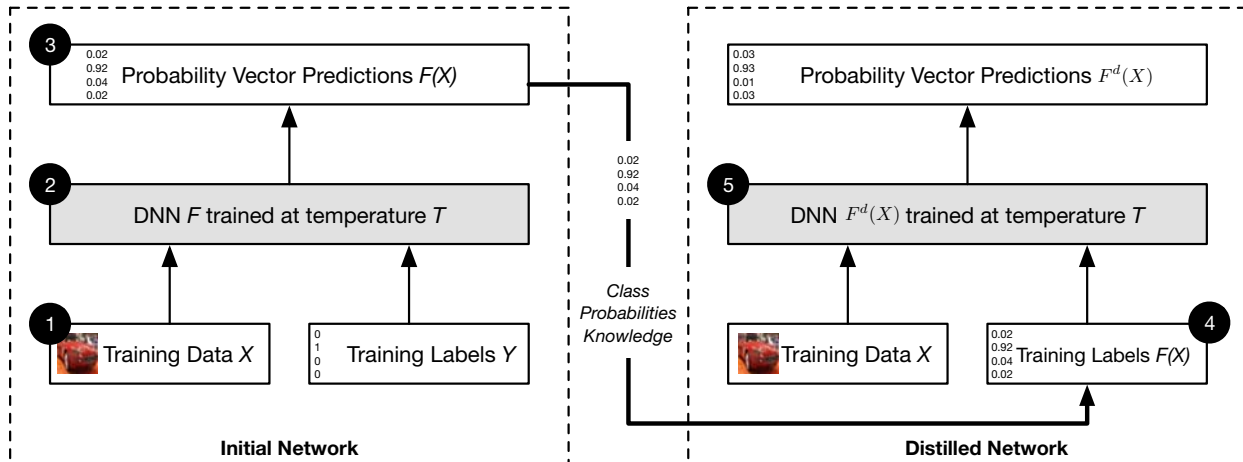 3
0.02
0.92
0.04
0.02
Probability Vector Predictions F(X)
2
DNN F trained at temperature T
1
Training Data X
0
1
0
0
Training Labels Y
Initial Network
0.02
0.92
0.04
0.02
Class
Probabilities
Knowledge
0.03
0.93
0.01
0.03
Probability Vector Predictions F^d(X)
5
DNN F^d(X) trained at temperature T
Training Data X
4
0.02
0.92
0.04
0.02
Training Labels F(X)
Distilled Network